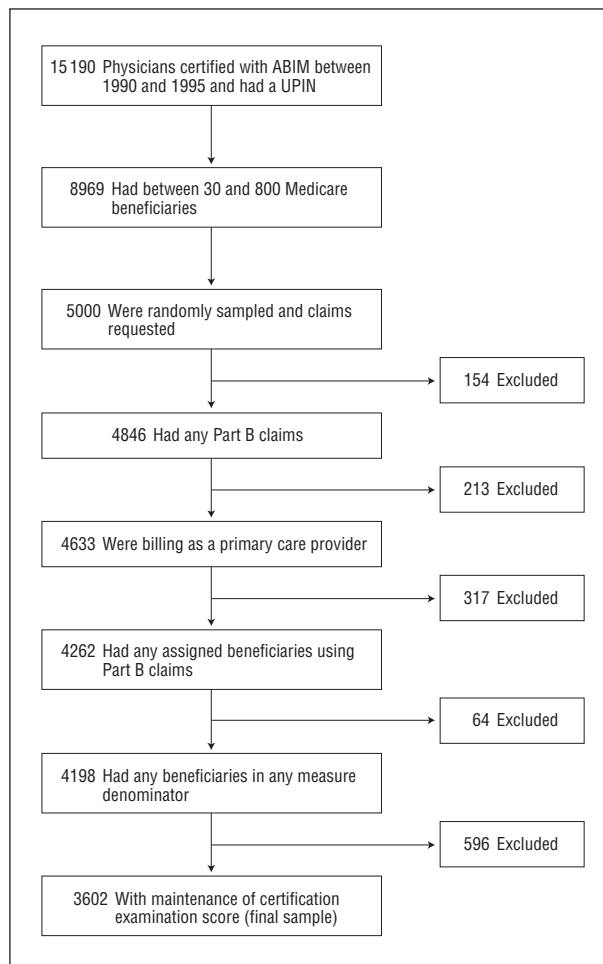 15 190 Physicians certified with ABIM between
1990 and 1995 and had a UPIN
8969 Had between 30 and 800 Medicare
beneficiaries
5000 Were randomly sampled and claims
requested
154 Excluded
4846 Had any Part B claims
213 Excluded
4633 Were billing as a primary care provider
317 Excluded
4262 Had any assigned beneficiaries using
Part B claims
64 Excluded
4198 Had any beneficiaries in any measure
denominator
596 Excluded
3602 With maintenance of certification
examination score (final sample)